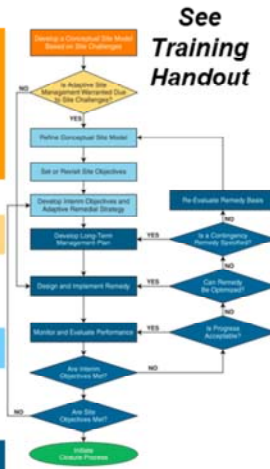 See
Training
Handout
Develop a Conceptual Site Model
Based on Site Challenges
NO
Is Adaptive Site
Management Warranted Due
to Site Challenges?
YES
Refine Conceptual Site Model
Set or Revisit Site Objectives
Re-Evaluate Remedy Basis
NO
Develop Interim Objectives and
Adaptive Remedial Strategy
Develop Long-Term
Management Plan
YES
Is a Contingency
Remedy Specified?
NO
Design and Implement Remedy
YES
Can Remedy
Be Optimized?
NO
Monitor and Evaluate Performance
YES
Is Progress
Acceptable?
Are Interim
Objectives Met?
NO
NO
Are Site
Objectives Met?
Initiate
Closure Process